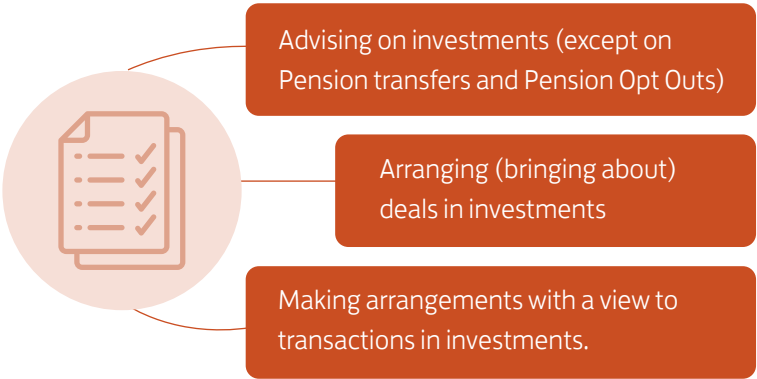 Advising on investments (except on
Pension transfers and Pension Opt Outs)
Arranging (bringing about)
deals in investments
Making arrangements with a view to
transactions in investments.